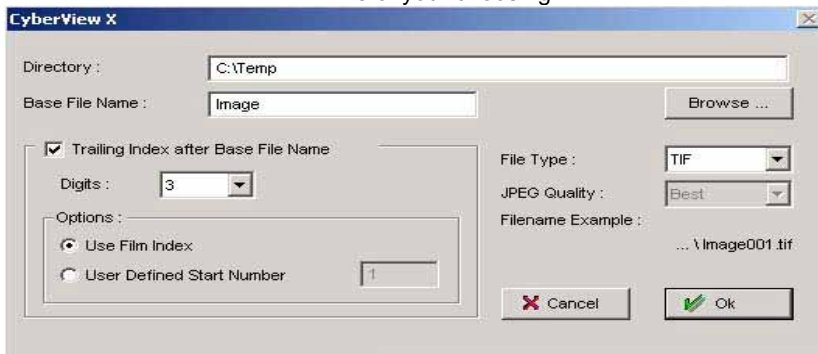 CyberView X
Directory :
C:\Temp
Base File Name :
Image
Browse ...
Trailing Index after Base File Name
Digits :
3
Options :
Use Film Index
User Defined Start Number
1
File Type :
TIF
JPEG Quality :
Best
Filename Example :
... \Image001.tif
Cancel
Ok